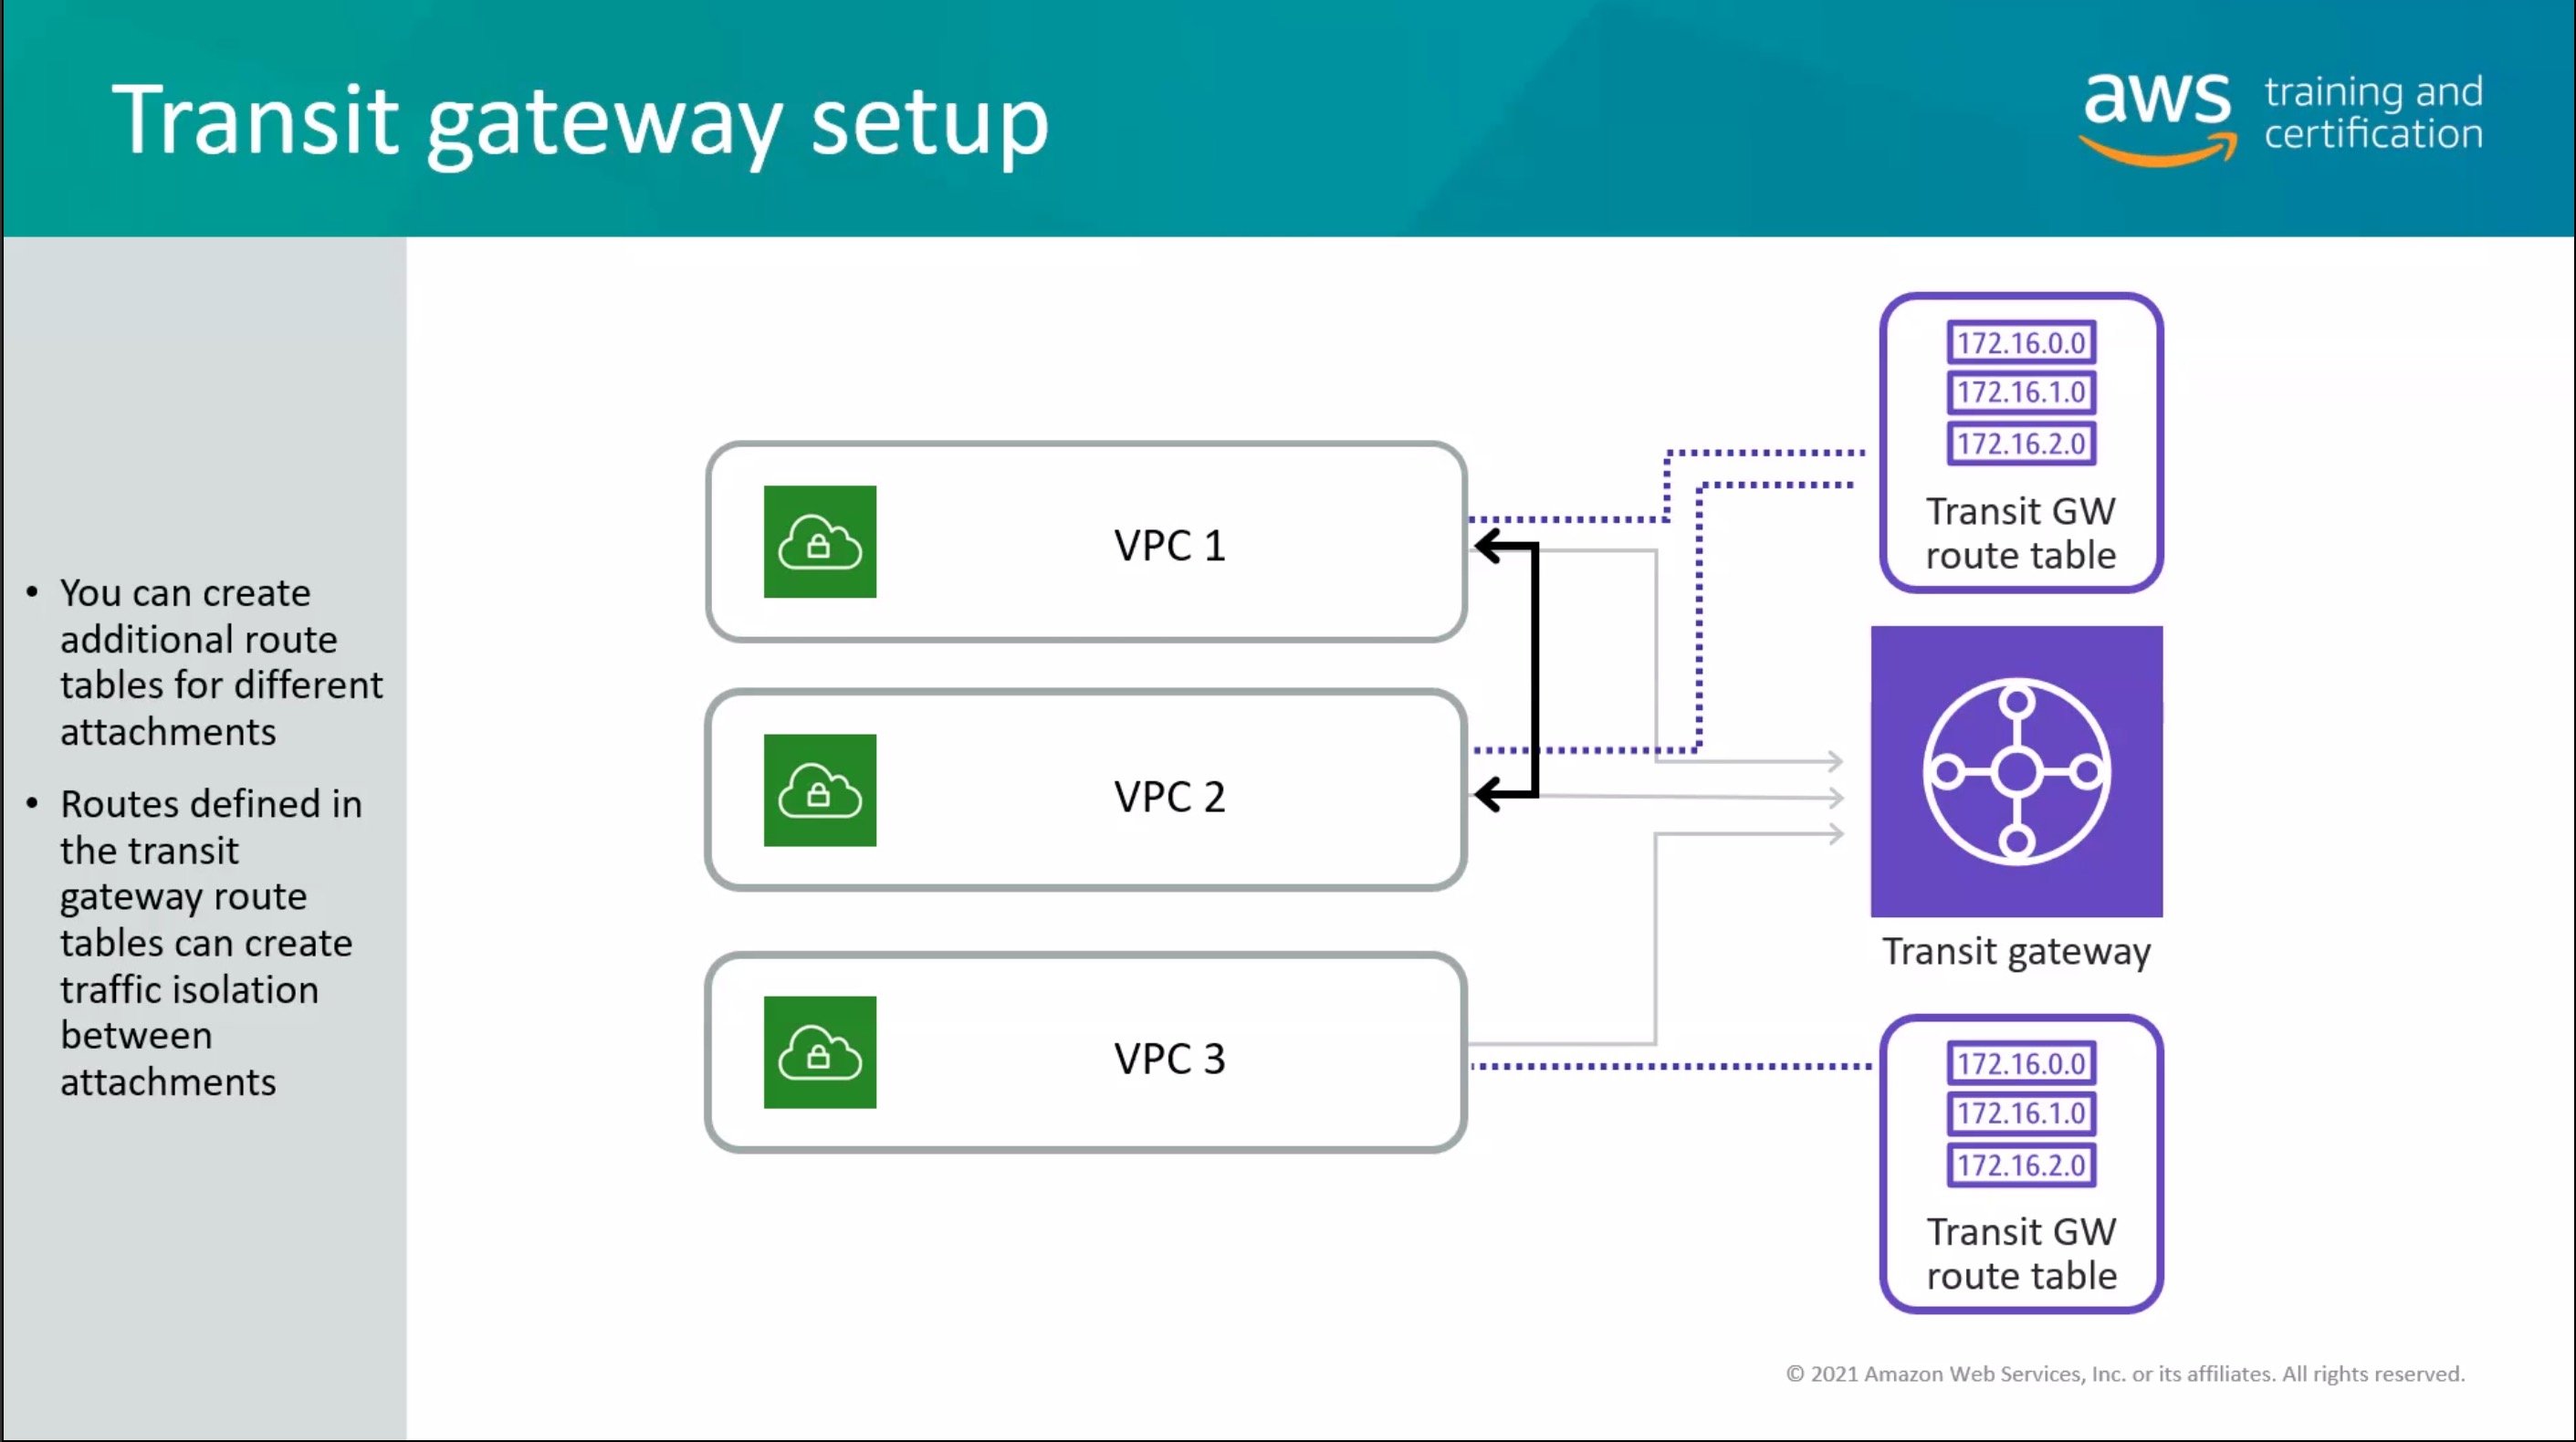 Transit gateway setup
aws training and
certification
• You can create
additional route
tables for different
attachments
• Routes defined in
the transit
gateway route
tables can create
traffic isolation
between
attachments
VPC 1
VPC 2
VPC 3
172.16.0.0
172.16.1.0
172.16.2.0
Transit GW
route table
Transit gateway
172.16.0.0
172.16.1.0
172.16.2.0
Transit GW
route table
© 2021 Amazon Web Services, Inc. or its affiliates. All rights reserved.